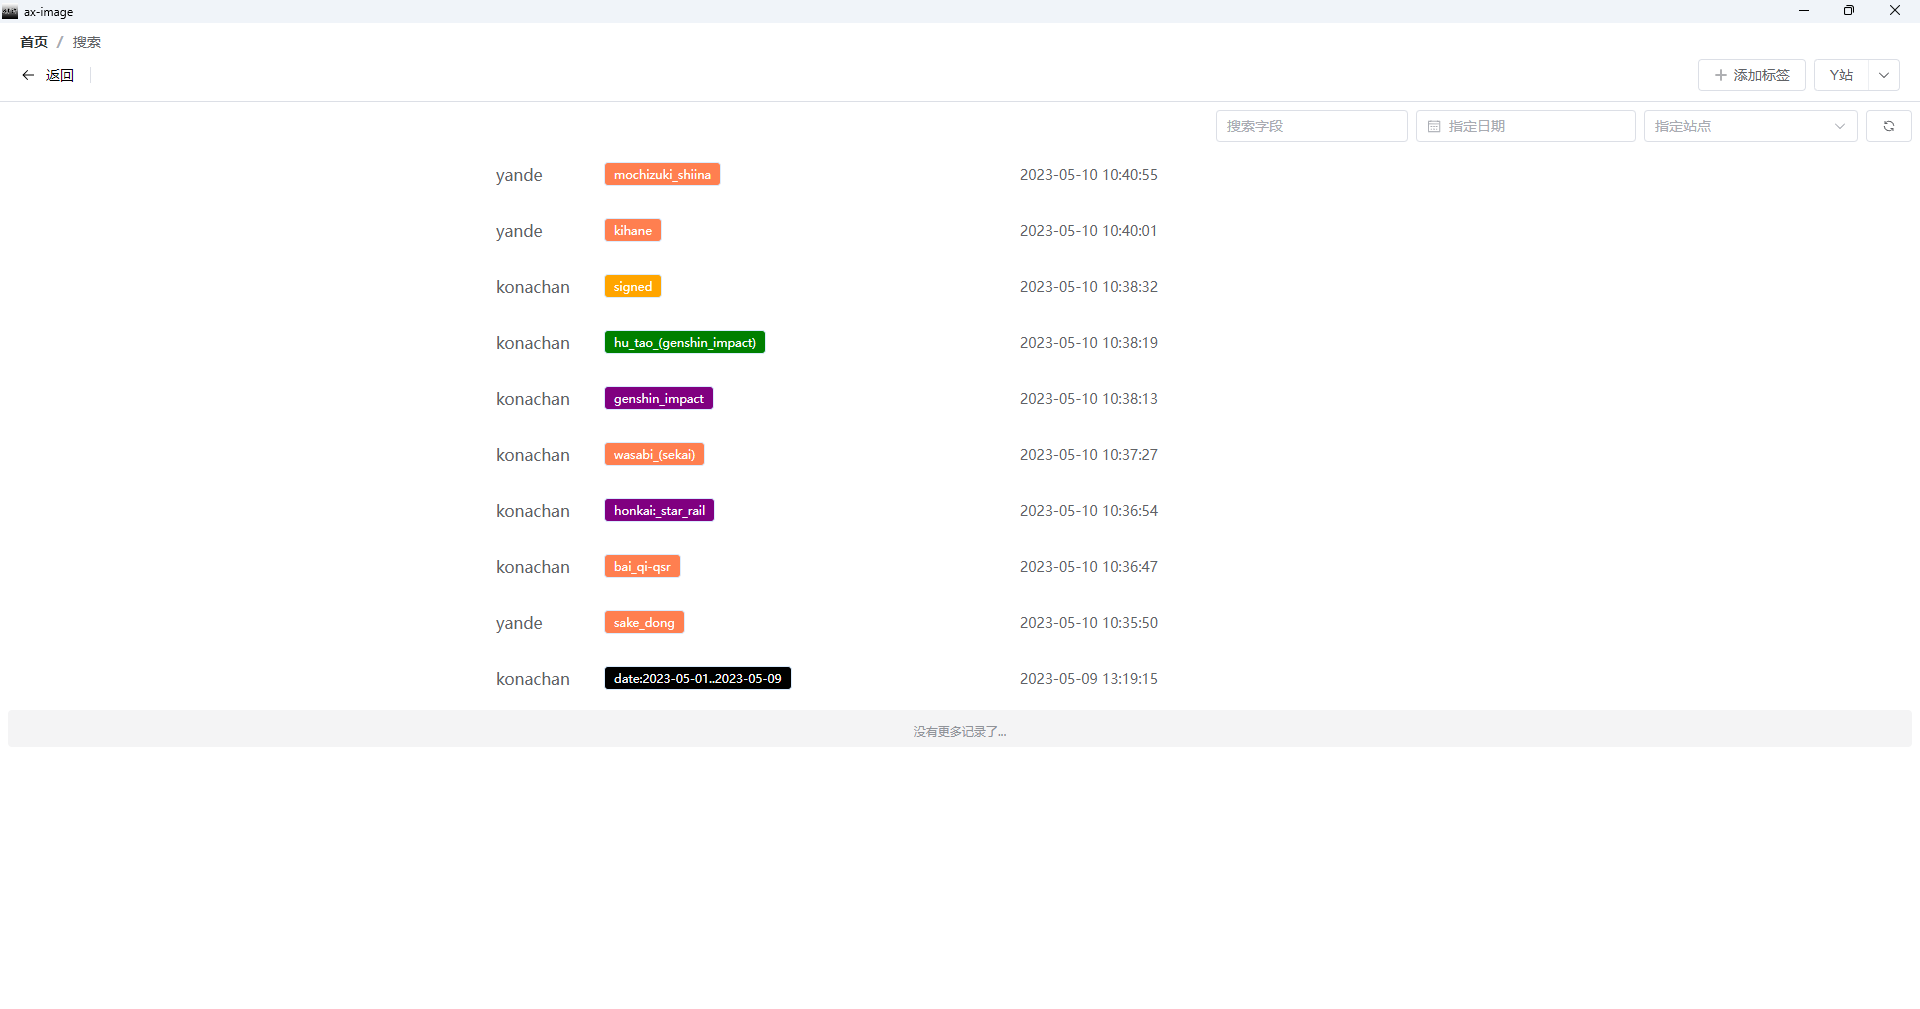 ax-image
首页 / 搜索
返回
添加标签 Y站
搜索字段 指定日期 指定站点
yande mochizuki_shiina 2023-05-10 10:40:55
yande kihane 2023-05-10 10:40:01
konachan signed 2023-05-10 10:38:32
konachan hu_tao_(genshin_impact) 2023-05-10 10:38:19
konachan genshin_impact 2023-05-10 10:38:13
konachan wasabi_(sekai) 2023-05-10 10:37:27
konachan honkai:_star_rail 2023-05-10 10:36:54
konachan bai_qi-qsr 2023-05-10 10:36:47
yande sake_dong 2023-05-10 10:35:50
konachan date:2023-05-01..2023-05-09 2023-05-09 13:19:15
没有更多记录了...